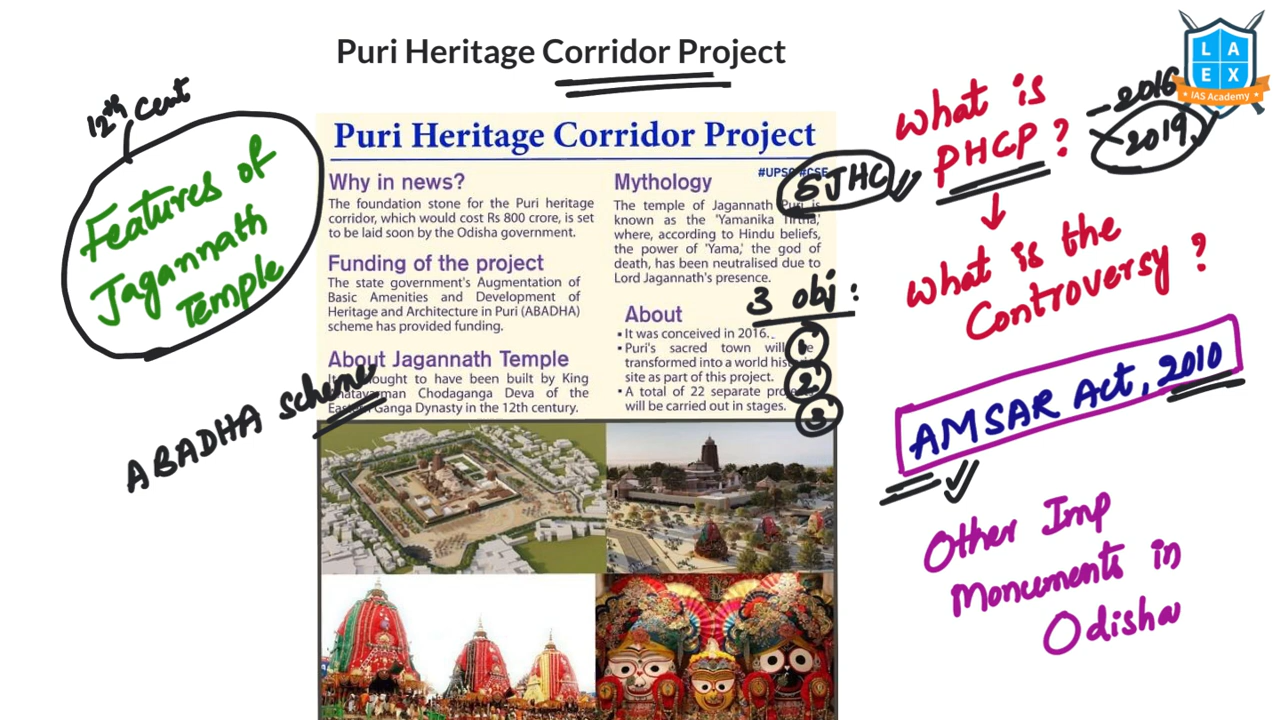 Puri Heritage Corridor Project
L A
E X
IAS Academy
12th Cent
Features of
Jagannath
Temple
ABADHA scheme
Puri Heritage Corridor Project
#UPSC #CSE
Why in news?
The foundation stone for the Puri heritage
corridor, which would cost Rs 800 crore, is set
to be laid soon by the Odisha government.
Funding of the project
The state government's Augmentation of
Basic Amenities and Development of
Heritage and Architecture in Puri (ABADHA)
scheme has provided funding.
About Jagannath Temple
thought to have been built by King
Chodaganga Deva of the
Eastern Ganga Dynasty in the 12th century.
Mythology
The temple of Jagannath Puri is
known as the 'Yamanika Tirtha,'
where, according to Hindu beliefs,
the power of 'Yama,' the god of
death, has been neutralised due to
Lord Jagannath's presence.
About
▪ It was conceived in 2016.
▪ Puri's sacred town will be
transformed into a world historic
site as part of this project.
▪ A total of 22 separate projects
will be carried out in stages.
SJHC
3 obj:
1
2
3
What is
PHCP?
- 2016
- 2019
What is the
Controversy?
AMSAR Act, 2010
Other Imp
Monuments in
Odisha